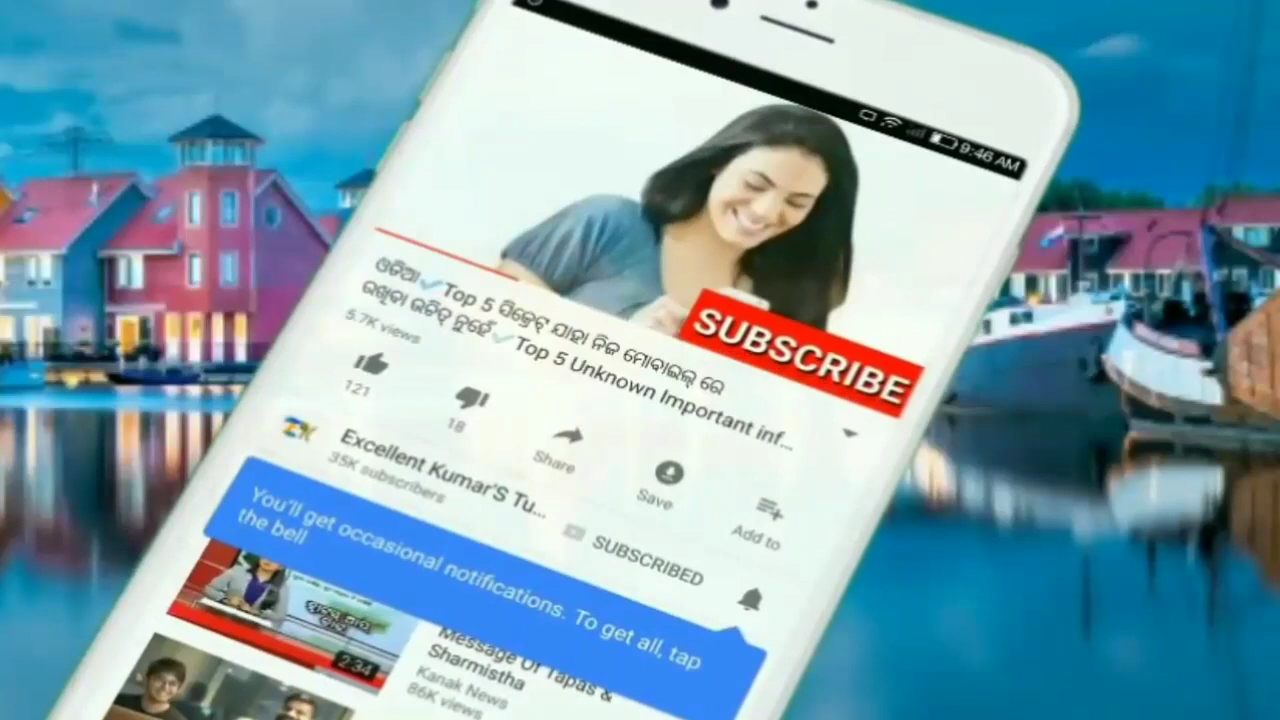 9:46 AM
SUBSCRIBE
ଓଡିଆ✔Top 5 ସିକ୍ରେଟ୍ ଯାହା ନିଜ ମୋବାଇଲ୍ ରେ
ରଖିବା ଉଚିତ୍ ନୁହେଁ✔Top 5 Unknown Important inf...
5.7K views
121
18
Share
Save
Add to
Excellent Kumar'S Tu...
35K subscribers
SUBSCRIBED
You'll get occasional notifications. To get all, tap
the bell
2:34
Message Of Tapas &
Sharmistha
Kanak News
86K views